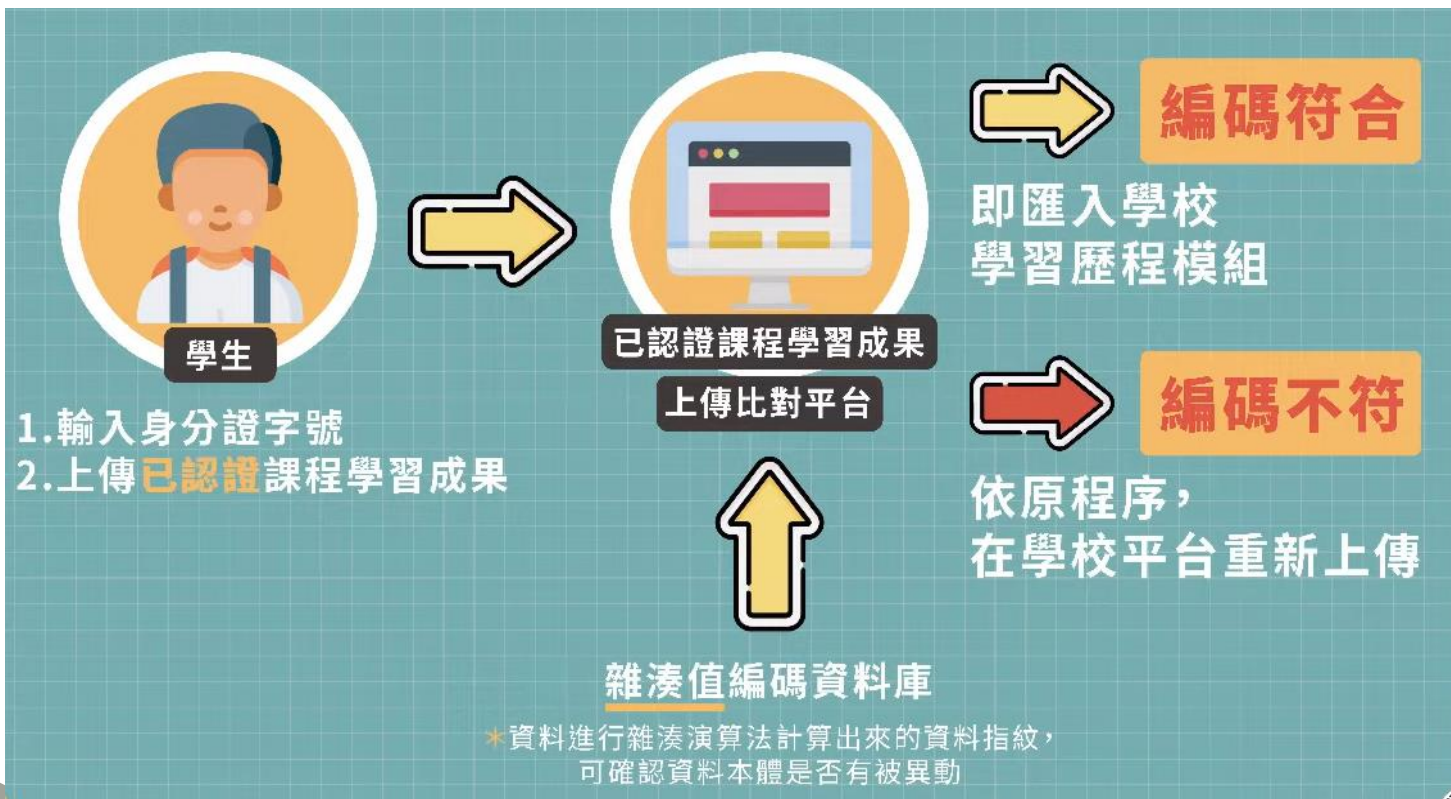 學生
1.輸入身分證字號
2.上傳已認證課程學習成果
已認證課程學習成果
上傳比對平台
雜湊值編碼資料庫
＊資料進行雜湊演算法計算出來的資料指紋，
可確認資料本體是否有被異動
編碼符合
即匯入學校
學習歷程模組
編碼不符
依原程序，
在學校平台重新上傳